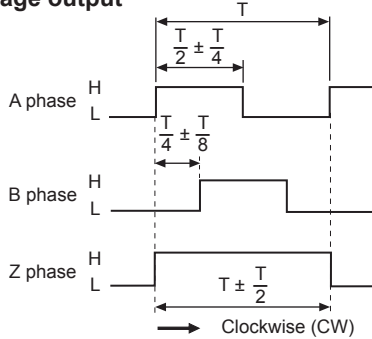 age output
T
T/2 ± T/4
H
A phase
L
T/4 ± T/8
H
B phase
L
H
Z phase
L
T ± T/2
Clockwise (CW)